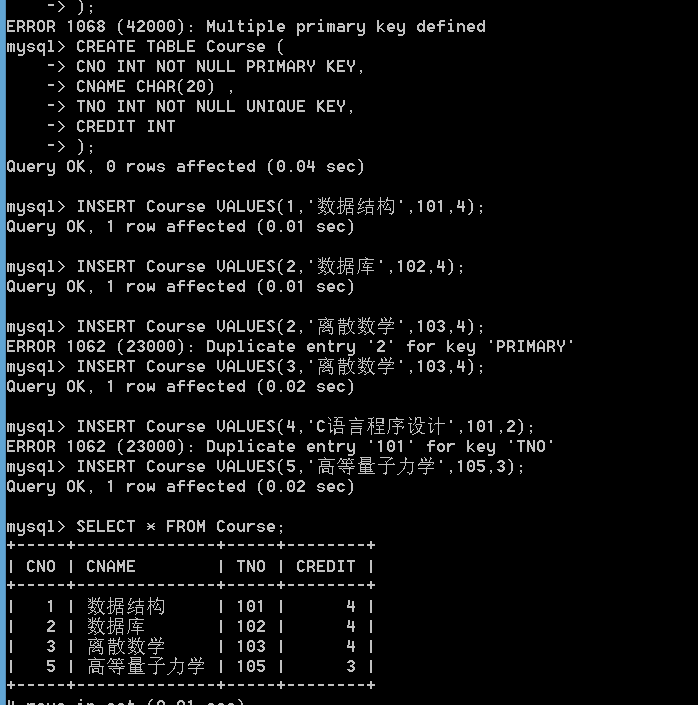 -> );
ERROR 1068 (42000): Multiple primary key defined
mysql> CREATE TABLE Course (
    -> CNO INT NOT NULL PRIMARY KEY,
    -> CNAME CHAR(20) ,
    -> TNO INT NOT NULL UNIQUE KEY,
    -> CREDIT INT
    -> );
Query OK, 0 rows affected (0.04 sec)
mysql> INSERT Course VALUES(1,'数据结构',101,4);
Query OK, 1 row affected (0.01 sec)
mysql> INSERT Course VALUES(2,'数据库',102,4);
Query OK, 1 row affected (0.01 sec)
mysql> INSERT Course VALUES(2,'离散数学',103,4);
ERROR 1062 (23000): Duplicate entry '2' for key 'PRIMARY'
mysql> INSERT Course VALUES(3,'离散数学',103,4);
Query OK, 1 row affected (0.02 sec)
mysql> INSERT Course VALUES(4,'C语言程序设计',101,2);
ERROR 1062 (23000): Duplicate entry '101' for key 'TNO'
mysql> INSERT Course VALUES(5,'高等量子力学',105,3);
Query OK, 1 row affected (0.02 sec)
mysql> SELECT * FROM Course;
+-----+--------------+-----+--------+
| CNO | CNAME        | TNO | CREDIT |
+-----+--------------+-----+--------+
|   1 | 数据结构     | 101 |      4 |
|   2 | 数据库       | 102 |      4 |
|   3 | 离散数学     | 103 |      4 |
|   5 | 高等量子力学 | 105 |      3 |
+-----+--------------+-----+--------+
4 rows in set (0.01 sec)